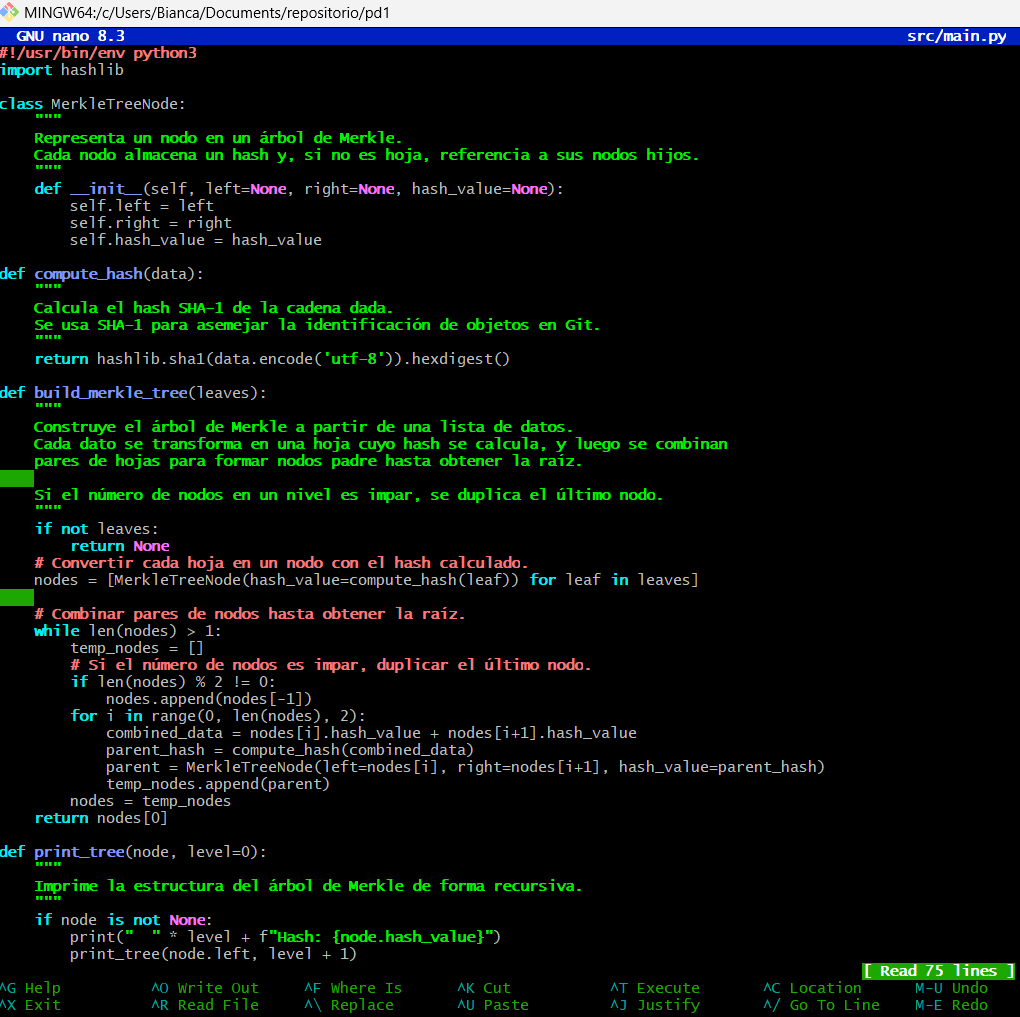 MINGW64:/c/Users/Bianca/Documents/repositorio/pd1
GNU nano 8.3 src/main.py
#!/usr/bin/env python3
import hashlib

class MerkleTreeNode:
    """
    Representa un nodo en un árbol de Merkle.
    Cada nodo almacena un hash y, si no es hoja, referencia a sus nodos hijos.
    """
    def __init__(self, left=None, right=None, hash_value=None):
        self.left = left
        self.right = right
        self.hash_value = hash_value

def compute_hash(data):
    """
    Calcula el hash SHA-1 de la cadena dada.
    Se usa SHA-1 para asemejar la identificación de objetos en Git.
    """
    return hashlib.sha1(data.encode('utf-8')).hexdigest()

def build_merkle_tree(leaves):
    """
    Construye el árbol de Merkle a partir de una lista de datos.
    Cada dato se transforma en una hoja cuyo hash se calcula, y luego se combinan
    pares de hojas para formar nodos padre hasta obtener la raíz.

    Si el número de nodos en un nivel es impar, se duplica el último nodo.
    """
    if not leaves:
        return None
    # Convertir cada hoja en un nodo con el hash calculado.
    nodes = [MerkleTreeNode(hash_value=compute_hash(leaf)) for leaf in leaves]

    # Combinar pares de nodos hasta obtener la raíz.
    while len(nodes) > 1:
        temp_nodes = []
        # Si el número de nodos es impar, duplicar el último nodo.
        if len(nodes) % 2 != 0:
            nodes.append(nodes[-1])
        for i in range(0, len(nodes), 2):
            combined_data = nodes[i].hash_value + nodes[i+1].hash_value
            parent_hash = compute_hash(combined_data)
            parent = MerkleTreeNode(left=nodes[i], right=nodes[i+1], hash_value=parent_hash)
            temp_nodes.append(parent)
        nodes = temp_nodes
    return nodes[0]

def print_tree(node, level=0):
    """
    Imprime la estructura del árbol de Merkle de forma recursiva.
    """
    if node is not None:
        print("  " * level + f"Hash: {node.hash_value}")
        print_tree(node.left, level + 1)
[ Read 75 lines ]
^G Help ^O Write Out ^F Where Is ^K Cut ^T Execute ^C Location M-U Undo
^X Exit ^R Read File ^\ Replace ^U Paste ^J Justify ^/ Go To Line M-E Redo